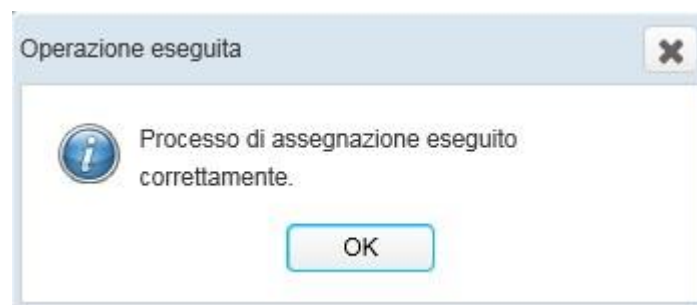 Operazione eseguita
Processo di assegnazione eseguito
correttamente.
OK